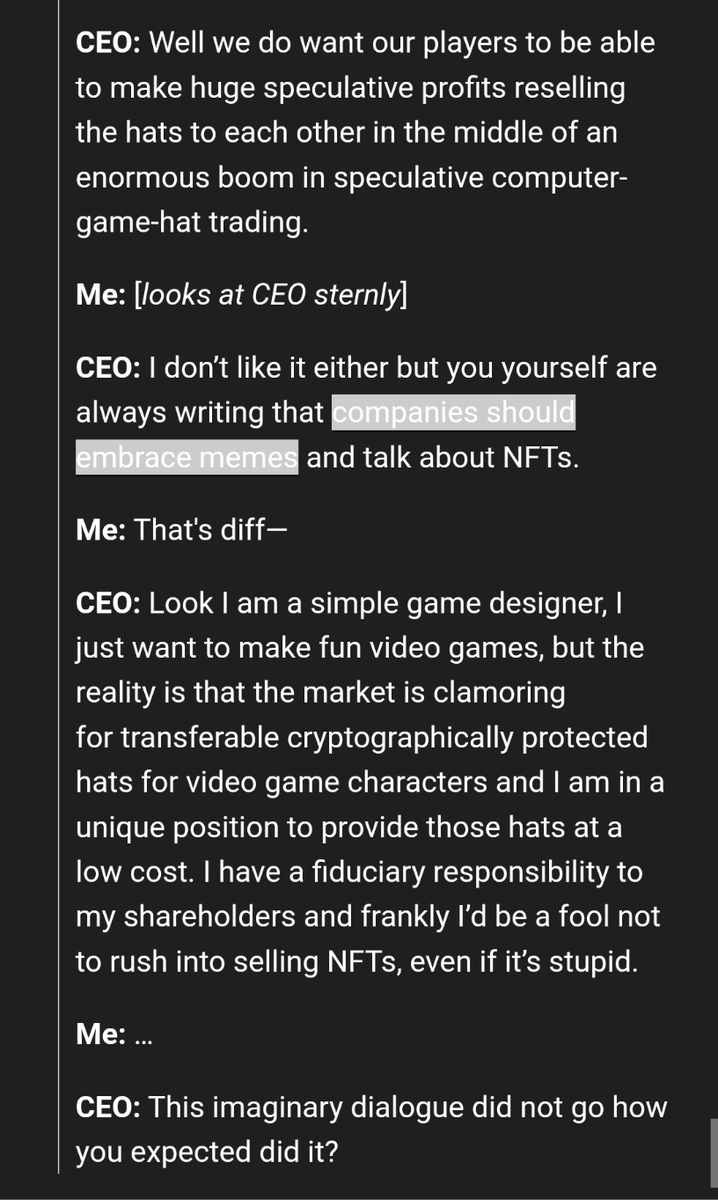 CEO: Well we do want our players to be able
to make huge speculative profits reselling
the hats to each other in the middle of an
enormous boom in speculative computer-
game-hat trading.
Me: [looks at CEO sternly]
CEO: I don’t like it either but you yourself are
always writing that companies should
embrace memes and talk about NFTs.
Me: That's diff—
CEO: Look I am a simple game designer, I
just want to make fun video games, but the
reality is that the market is clamoring
for transferable cryptographically protected
hats for video game characters and I am in a
unique position to provide those hats at a
low cost. I have a fiduciary responsibility to
my shareholders and frankly I’d be a fool not
to rush into selling NFTs, even if it’s stupid.
Me: …
CEO: This imaginary dialogue did not go how
you expected did it?